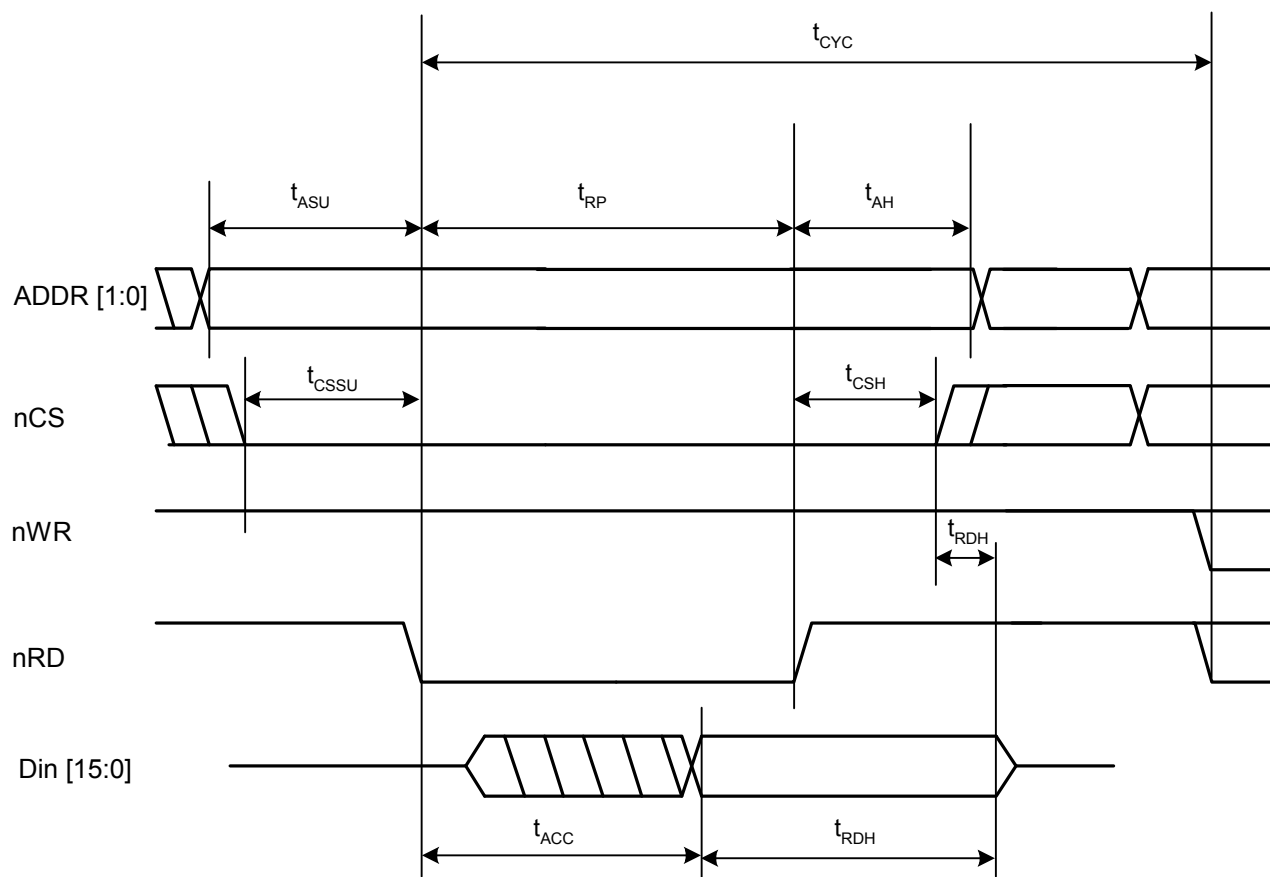 tCYC
tASU
tRP
tAH
ADDR [1:0]
tCSSU
tCSH
nCS
nWR
tRDH
nRD
Din [15:0]
tACC
tRDH